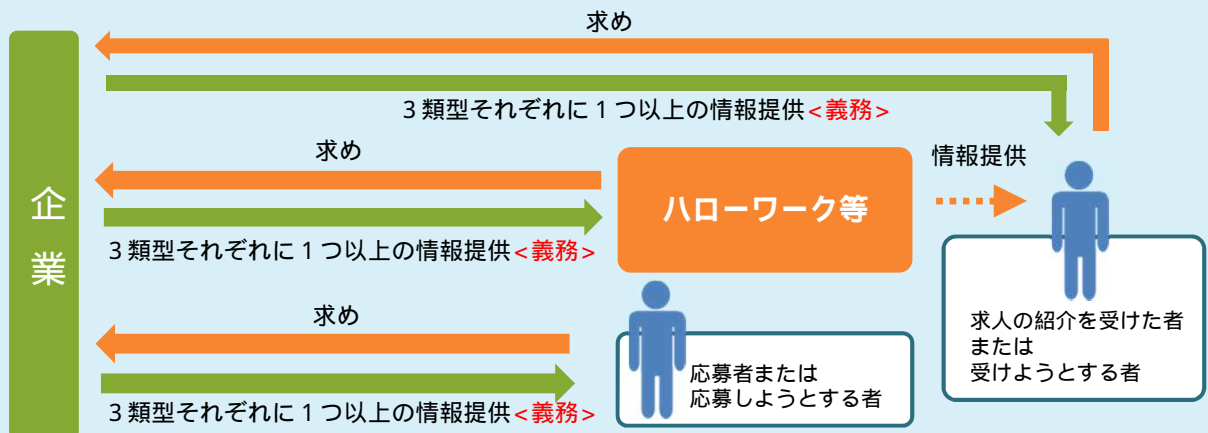 求め
3類型それぞれに1つ以上の情報提供<義務>
求め
ハローワーク等
情報提供
企業
3類型それぞれに1つ以上の情報提供<義務>
求人の紹介を受けた者
または
受けようとする者
求め
応募者または
応募しようとする者
3類型それぞれに1つ以上の情報提供<義務>